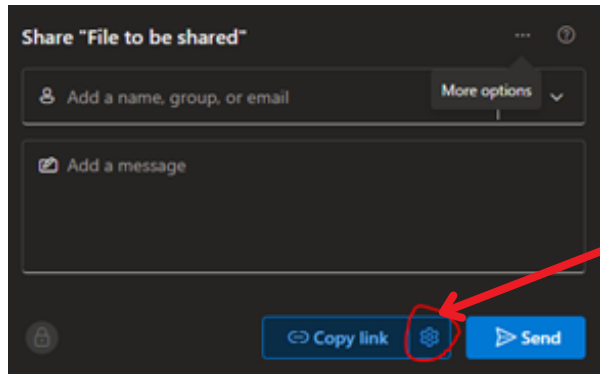 Share "File to be shared"
Add a name, group, or email
More options
Add a message
Copy link
Send